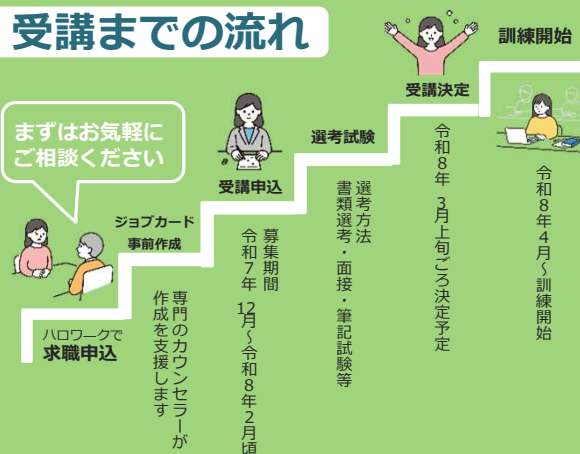 受講までの流れ
まずはお気軽に
ご相談ください
ハロワークで
求職申込
ジョブカード
事前作成
専門のカウンセラーが
作成を支援します
受講申込
募集期間
令和7年 12月～令和8年2月頃
選考試験
選考方法
書類選考・面接・筆記試験等
受講決定
令和8年 3月上旬ごろ決定予定
訓練開始
令和8年4月～訓練開始